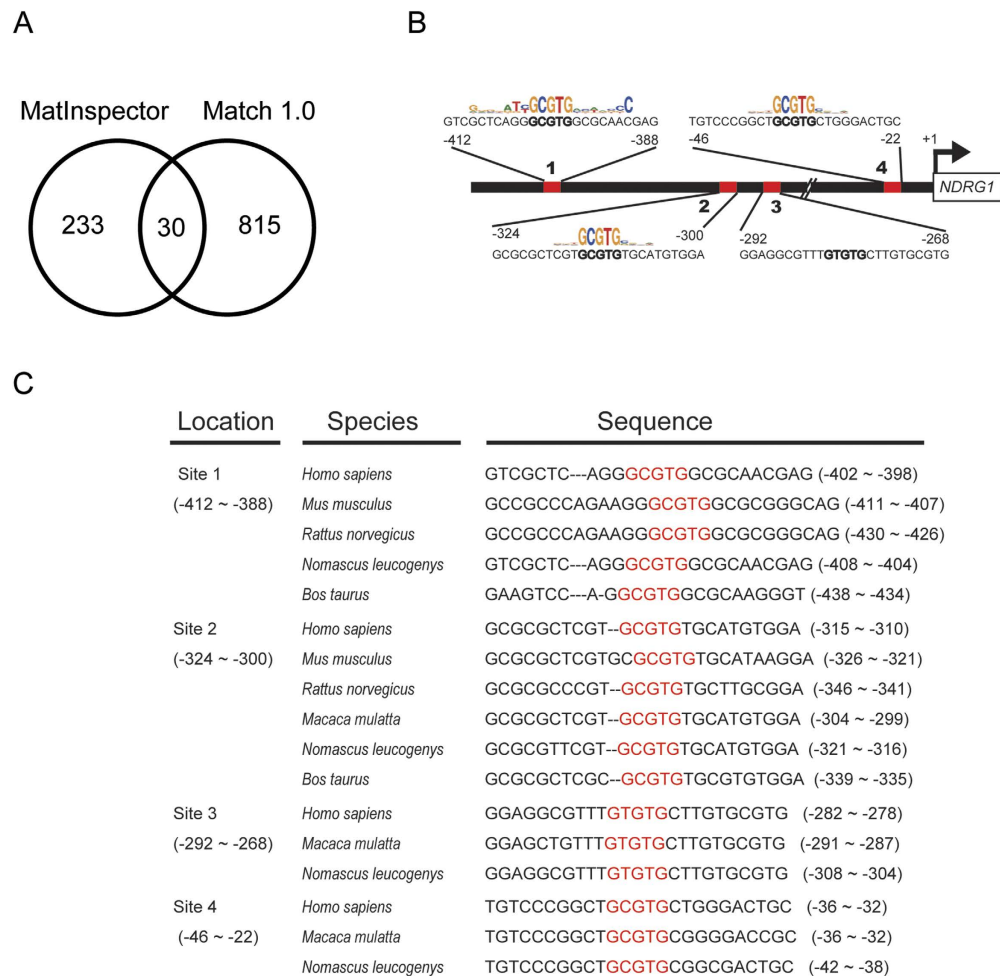 A
MatInspector Match 1.0
233 30 815
B
GCGTG
GTCGCTCAGGGCGTGGCGCAACGAG
-412 -388
1
GCGTG
TGTCCCGGCTGCGTGCTGGGACTGC
-46 -22
4
+1
NDRG1
2
3
-324 -300
GCGTG
GCGCGCTCGTGCGTGTGCATGTGGA
-292 -268
GGAGGCGTTTGTGTGCTTGTGCGTG
C
Location Species Sequence
Site 1 Homo sapiens GTCGCTC---AGGGCGTGGCGCAACGAG (-402 ~ -398)
(-412 ~ -388) Mus musculus GCCGCCCAGAAGGGCGTGGCGCGGGCAG (-411 ~ -407)
Rattus norvegicus GCCGCCCAGAAGGGCGTGGCGCGGGCAG (-430 ~ -426)
Nomascus leucogenys GTCGCTC---AGGGCGTGGCGCAACGAG (-408 ~ -404)
Bos taurus GAAGTCC---A-GGCGTGGCGCAAGGGT (-438 ~ -434)
Site 2 Homo sapiens GCGCGCTCGT--GCGTGTGCATGTGGA (-315 ~ -310)
(-324 ~ -300) Mus musculus GCGCGCTCGTGCGCGTGTGCATAAGGA (-326 ~ -321)
Rattus norvegicus GCGCGCCCGT--GCGTGTGCTTGCGGA (-346 ~ -341)
Macaca mulatta GCGCGCTCGT--GCGTGTGCATGTGGA (-304 ~ -299)
Nomascus leucogenys GCGCGTTCGT--GCGTGTGCATGTGGA (-321 ~ -316)
Bos taurus GCGCGCTCGC--GCGTGTGCGTGTGGA (-339 ~ -335)
Site 3 Homo sapiens GGAGGCGTTTGTGTGCTTGTGCGTG (-282 ~ -278)
(-292 ~ -268) Macaca mulatta GGAGCTGTTTGTGTGCTTGTGCGTG (-291 ~ -287)
Nomascus leucogenys GGAGGCGTTTGTGTGCTTGTGCGTG (-308 ~ -304)
Site 4 Homo sapiens TGTCCCGGCTGCGTGCTGGGACTGC (-36 ~ -32)
(-46 ~ -22) Macaca mulatta TGTCCCGGCTGCGTGCGGGGACCGC (-36 ~ -32)
Nomascus leucogenys TGTCCCGGCTGCGTGCGGCGACTGC (-42 ~ -38)